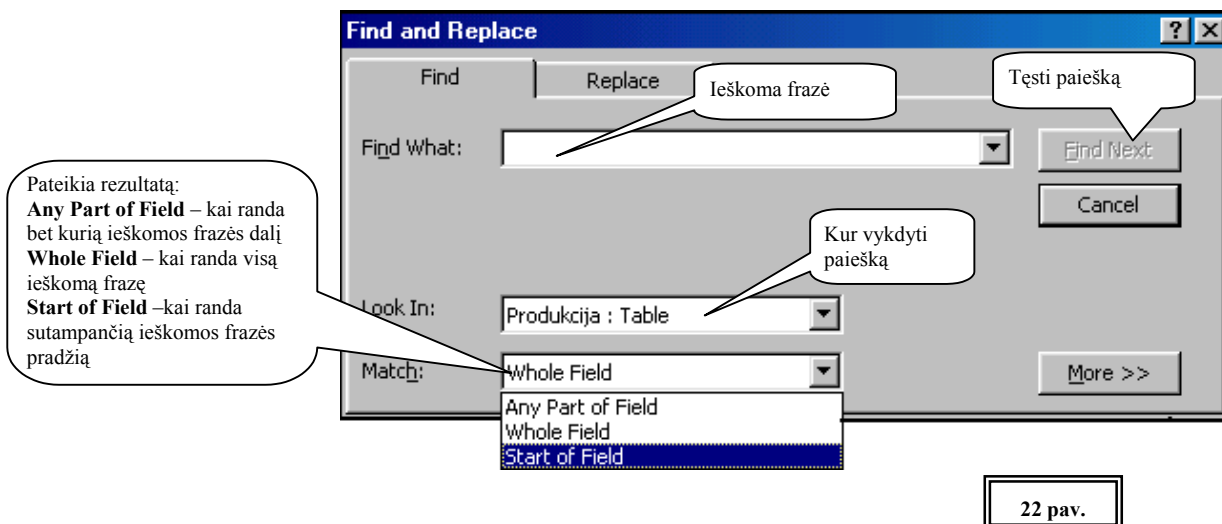 Find and Replace
Find
Replace
Ieškoma frazė
Tęsti paiešką
Find What:
Find Next
Pateikia rezultatą:
Any Part of Field – kai randa
bet kurią ieškomos frazės dalį
Whole Field – kai randa visą
ieškomą frazę
Start of Field –kai randa
sutampančią ieškomos frazės
pradžią
Cancel
Kur vykdyti
paiešką
Look In:
Produkcija : Table
Match:
Whole Field
More >>
Any Part of Field
Whole Field
Start of Field
22 pav.